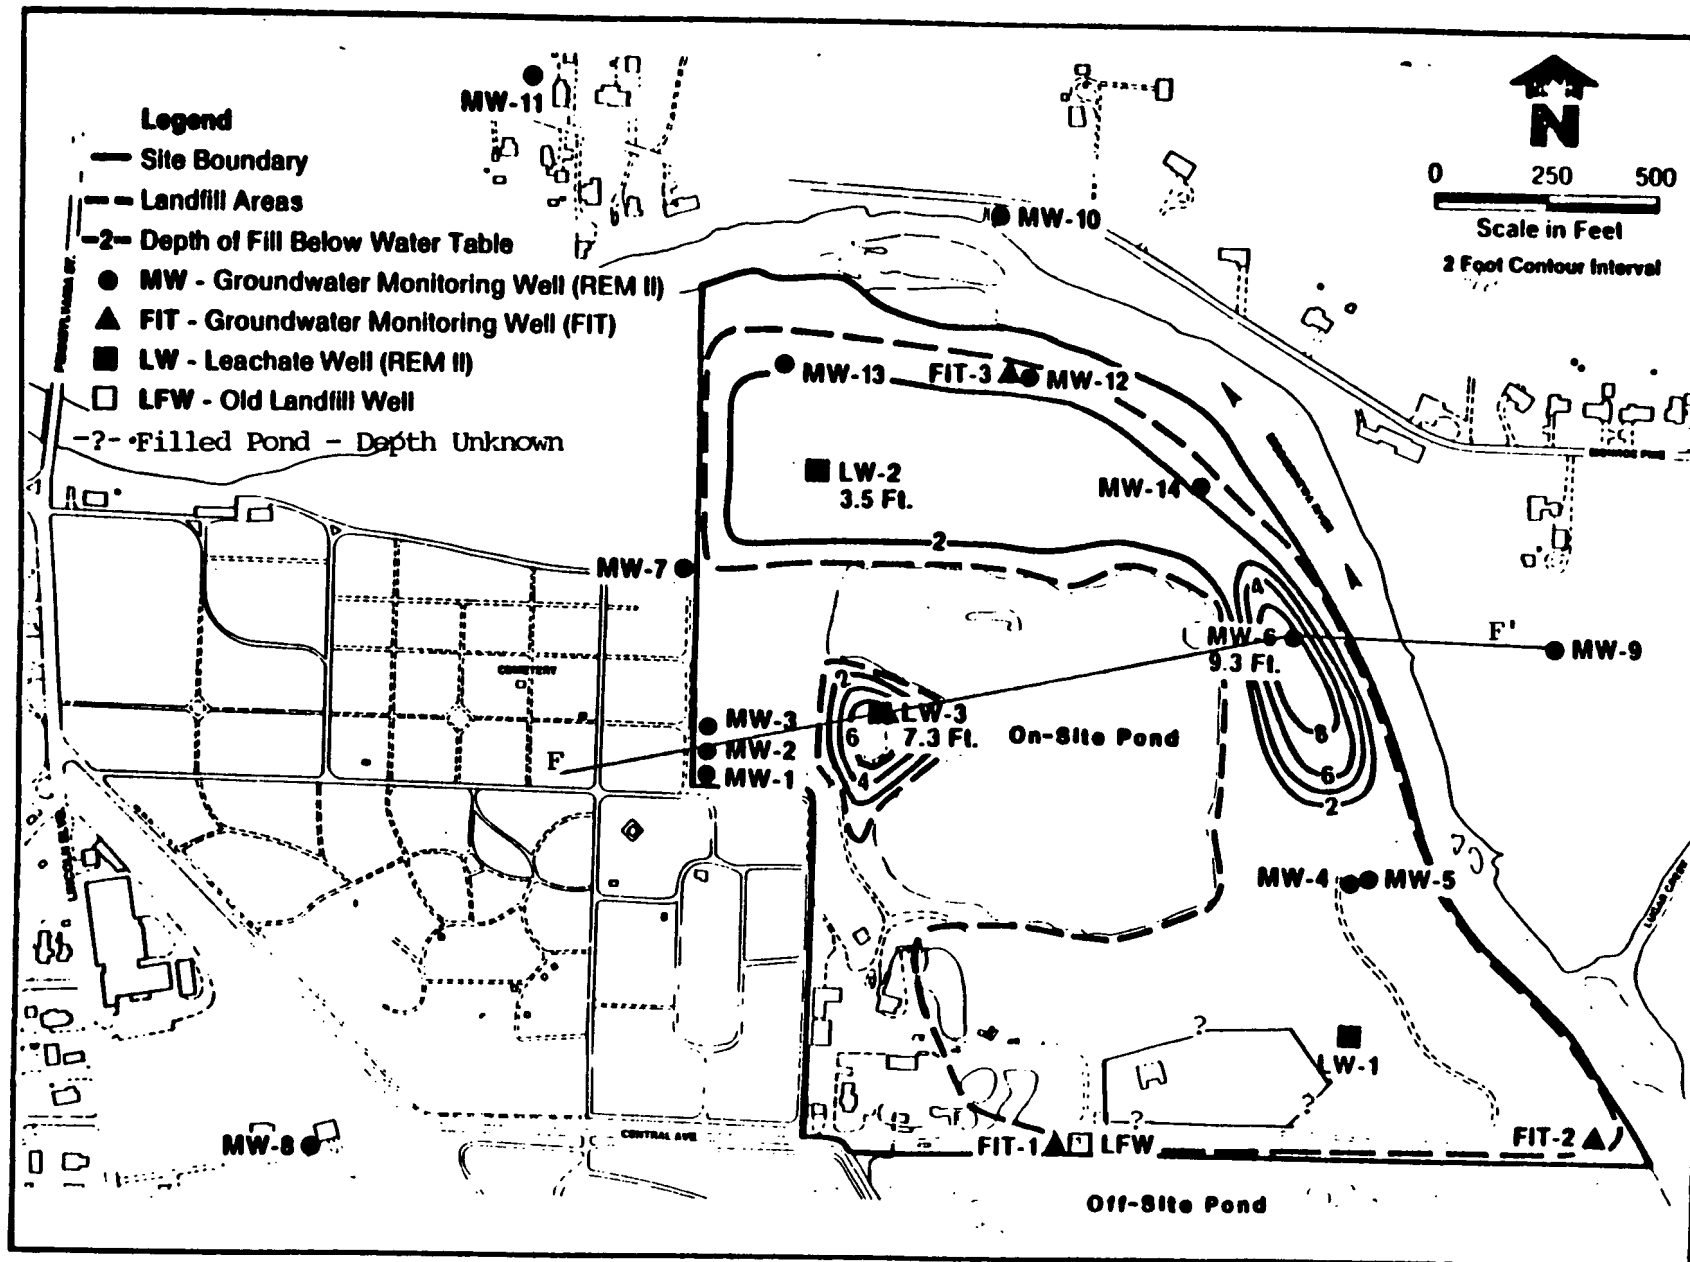 MW-11
Legend
Site Boundary
Landfill Areas
-2- Depth of Fill Below Water Table
MW - Groundwater Monitoring Well (REM II)
FIT - Groundwater Monitoring Well (FIT)
LW - Leachate Well (REM II)
LFW - Old Landfill Well
-?- Filled Pond - Depth Unknown
N
0 250 500
Scale in Feet
2 Foot Contour Interval
MW-10
MW-13
FIT-3
MW-12
LW-2
3.5 Ft.
MW-14
2
MW-7
4
MW-6
9.3 Ft.
F'
MW-9
CEMETERY
2
MW-3
LW-3
7.3 Ft.
6
On-Site Pond
8
F
MW-2
MW-1
4
6
2
MW-4
MW-5
LINCOLN BLVD.
?
LW-1
?
?
CENTRAL AVE.
MW-8
FIT-1
LFW
FIT-2
Off-Site Pond